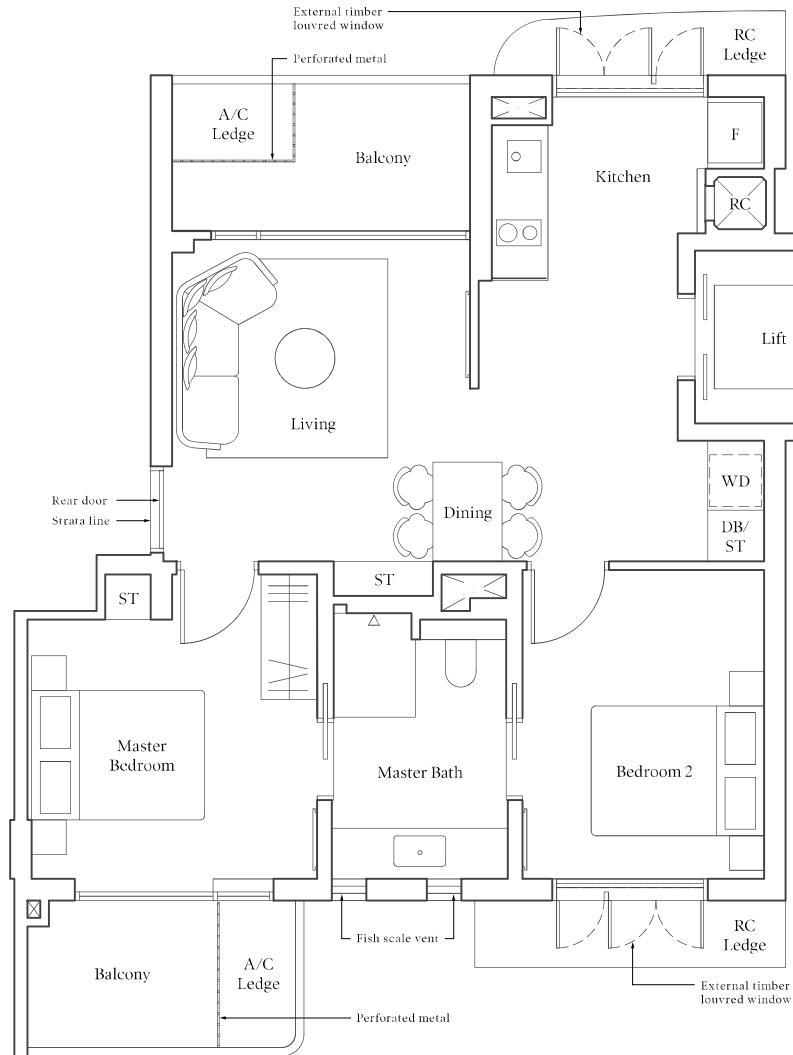 External timber
louvred window
RC
Ledge
Perforated metal
A/C
Ledge
Balcony
F
Kitchen
RC
Lift
Living
WD
Rear door
Dining
Strata line
DB/
ST
ST
ST
Master
Bedroom
Master Bath
Bedroom 2
RC
Ledge
Fish scale vent
Balcony
A/C
Ledge
External timber
louvred window
Perforated metal